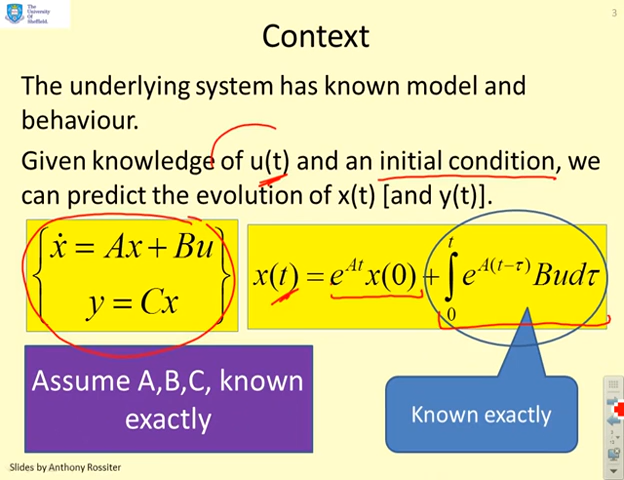 The
University
Of
Sheffield.
3
Context
The underlying system has known model and
behaviour.
Given knowledge of u(t) and an initial condition, we
can predict the evolution of x(t) [and y(t)].
ẋ = Ax + Bu
y = Cx
x(t) = e^{At} x(0) + ∫_0^t e^{A(t−τ)} Budτ
Assume A,B,C, known
exactly
Known exactly
Slides by Anthony Rossiter